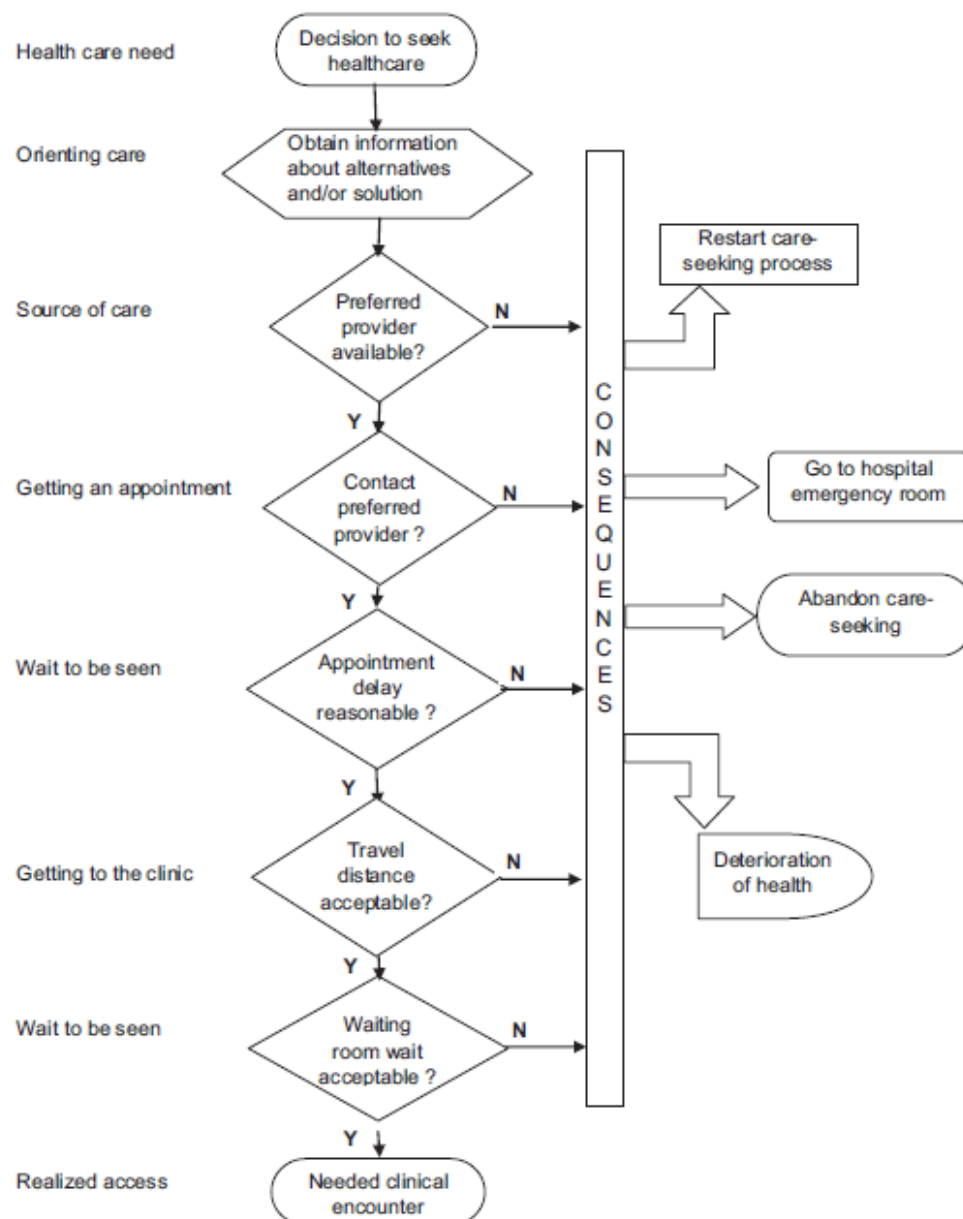 Health care need
Decision to seek
healthcare
Orienting care
Obtain information
about alternatives
and/or solution
Restart care-
seeking process
Source of care
Preferred
provider
available?
N
Y
Getting an appointment
Contact
preferred
provider ?
N
Y
CONSEQUENCES
Go to hospital
emergency room
Abandon care-
seeking
Wait to be seen
Appointment
delay
reasonable ?
N
Y
Getting to the clinic
Travel
distance
acceptable?
N
Y
Deterioration
of health
Wait to be seen
Waiting
room wait
acceptable ?
N
Y
Realized access
Needed clinical
encounter